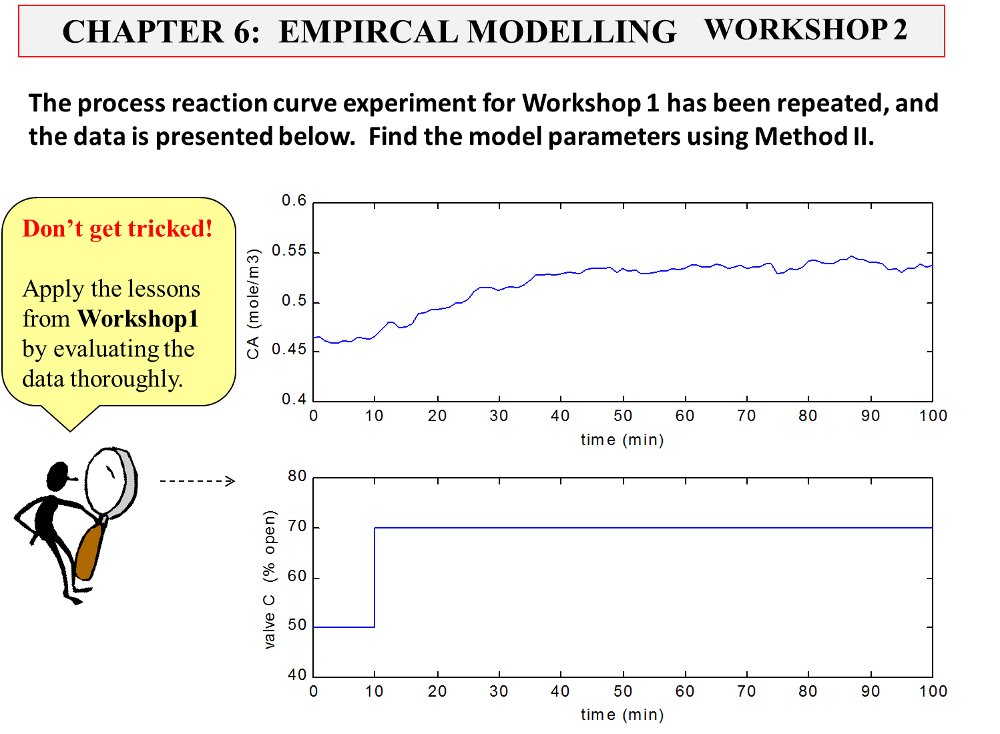 CHAPTER 6: EMPIRCAL MODELLING WORKSHOP 2
The process reaction curve experiment for Workshop 1 has been repeated, and
the data is presented below. Find the model parameters using Method II.
Don't get tricked!
Apply the lessons
from Workshop1
by evaluating the
data thoroughly.
CA (mole/m3)
0.6
0.55
0.5
0.45
0.4
0 10 20 30 40 50 60 70 80 90 100
time (min)
valve C (% open)
80
70
60
50
40
0 10 20 30 40 50 60 70 80 90 100
time (min)